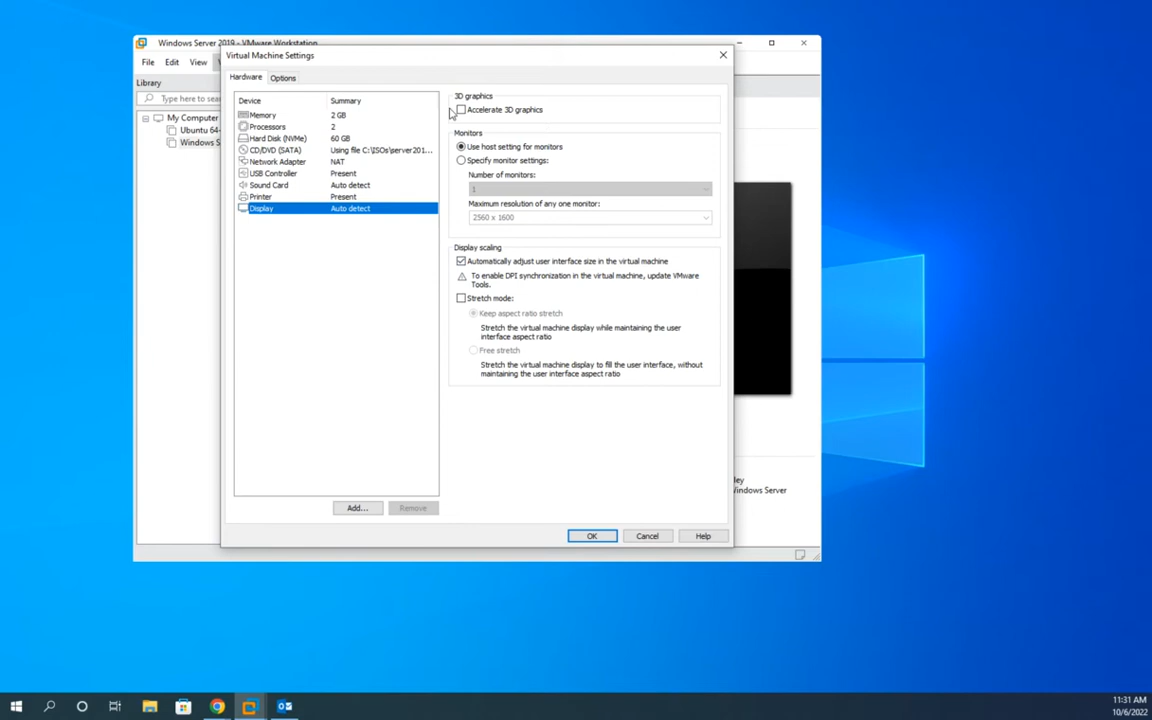 Windows Server 2019 - VMware Workstation
File Edit View
Library
Type here to sea
My Computer
Ubuntu 64-
Windows S
Virtual Machine Settings
Hardware Options
Device Summary
Memory 2 GB
Processors 2
Hard Disk (NVMe) 60 GB
CD/DVD (SATA) Using file C:\ISOs\server201...
Network Adapter NAT
USB Controller Present
Sound Card Auto detect
Printer Present
Display Auto detect
Add... Remove
3D graphics
Accelerate 3D graphics
Monitors
Use host setting for monitors
Specify monitor settings:
Number of monitors:
1
Maximum resolution of any one monitor:
2560 x 1600
Display scaling
Automatically adjust user interface size in the virtual machine
To enable DPI synchronization in the virtual machine, update VMware
Tools.
Stretch mode:
Keep aspect ratio stretch
Stretch the virtual machine display while maintaining the user
interface aspect ratio
Free stretch
Stretch the virtual machine display to fill the user interface, without
maintaining the user interface aspect ratio
OK Cancel Help
ley
Windows Server
11:31 AM
10/6/2022